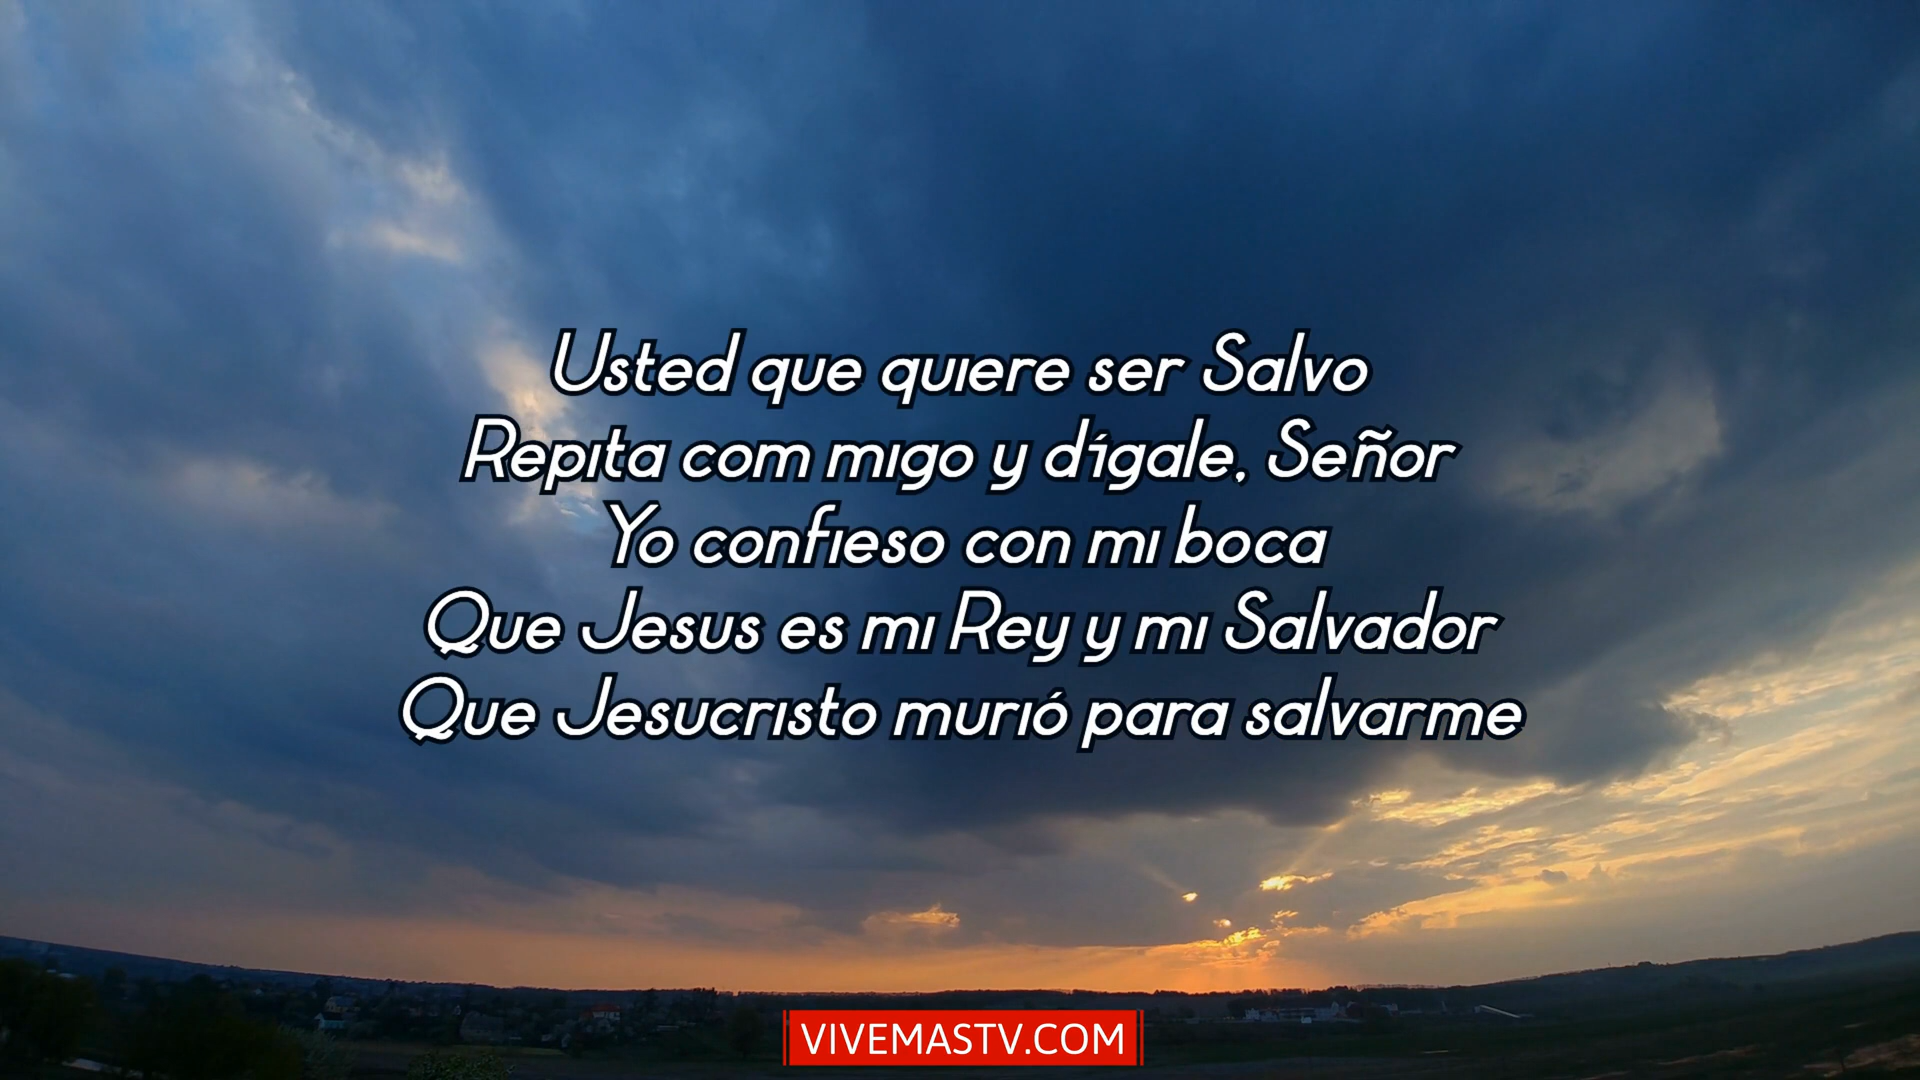 Usted que quiere ser Salvo
Repita com migo y dígale, Señor
Yo confieso con mi boca
Que Jesus es mi Rey y mi Salvador
Que Jesucristo murió para salvarme
VIVEMASTV.COM